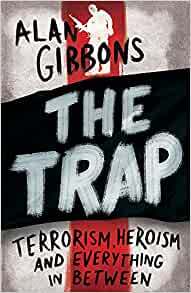 ALAN
GIBBONS
THE
TRAP
TERRORISM, HEROISM
AND EVERYTHING
IN BETWEEN